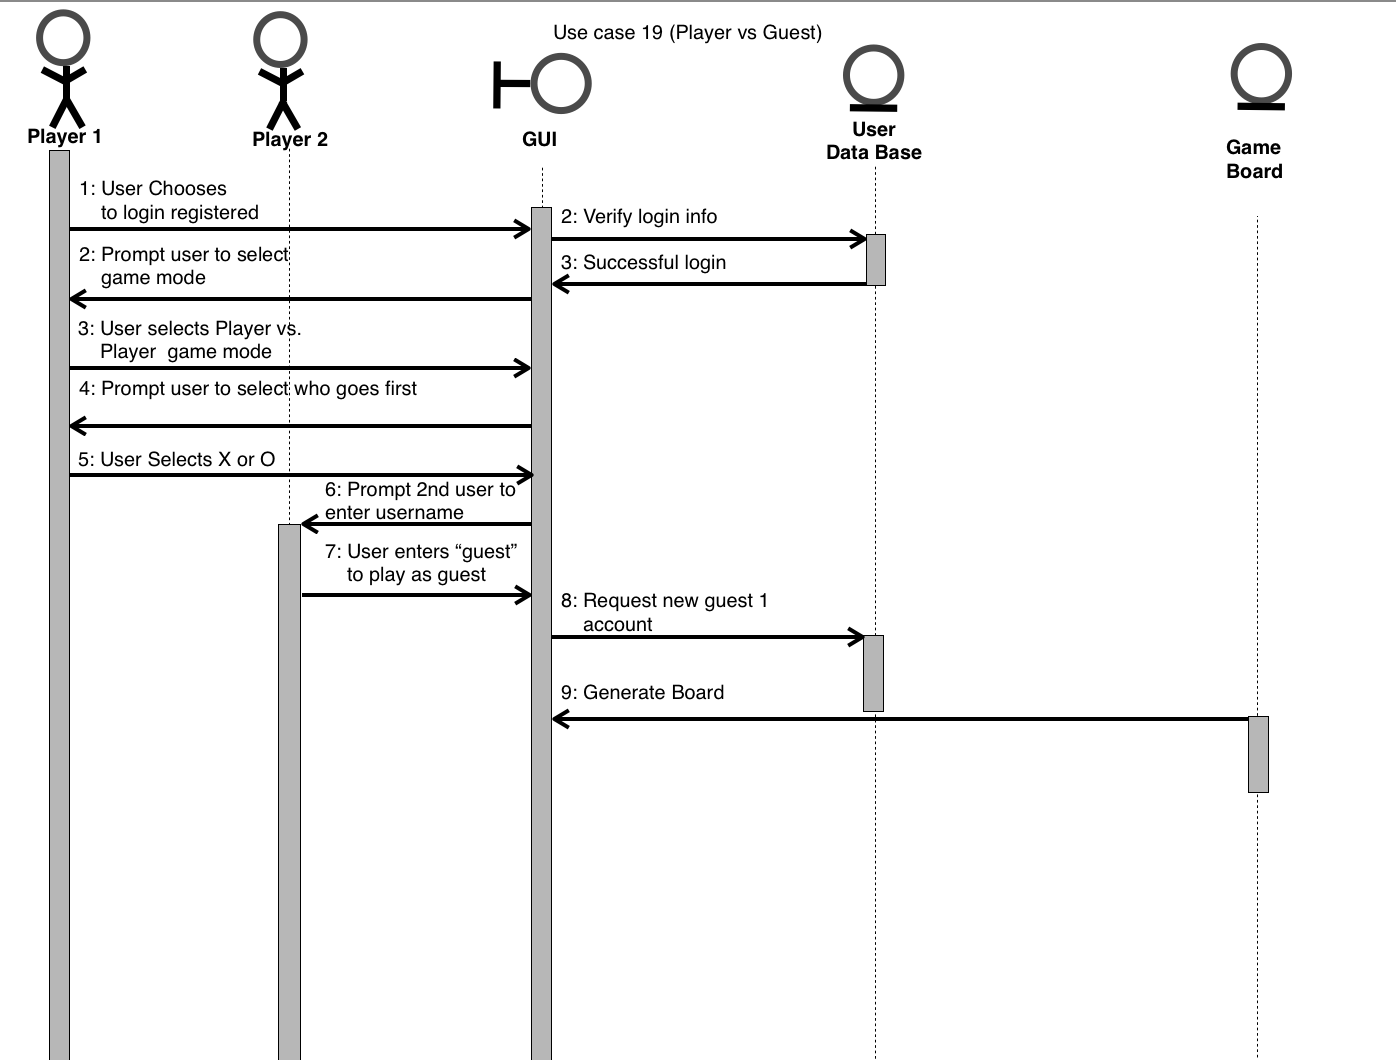 Use case 19 (Player vs Guest)
Player 1
Player 2
GUI
User
Data Base
Game
Board
1: User Chooses
to login registered
2: Verify login info
2: Prompt user to select
game mode
3: Successful login
3: User selects Player vs.
Player game mode
4: Prompt user to select who goes first
5: User Selects X or O
6: Prompt 2nd user to
enter username
7: User enters “guest”
to play as guest
8: Request new guest 1
account
9: Generate Board